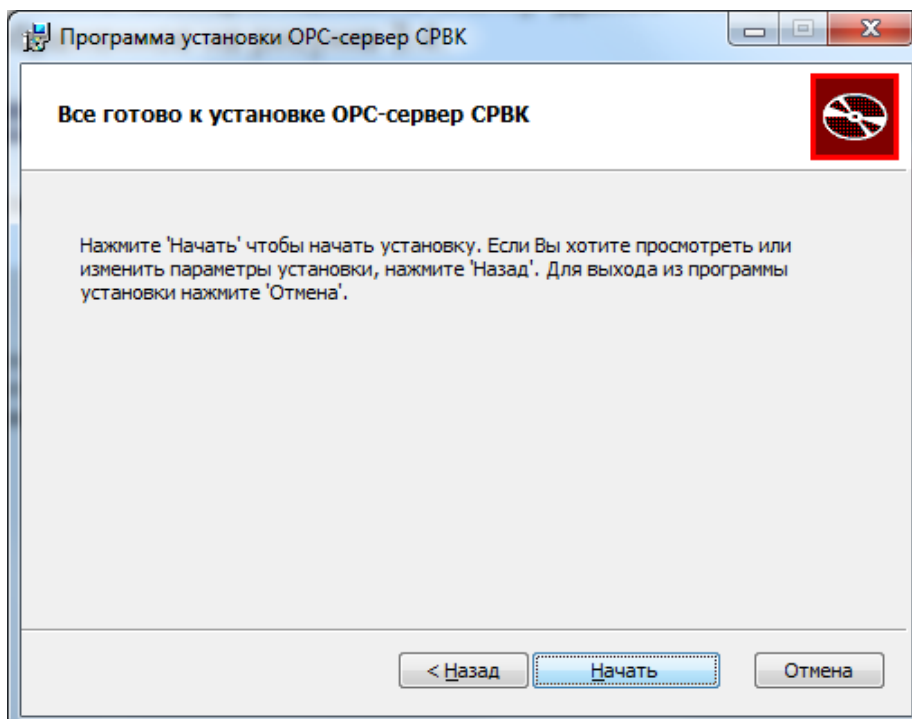 Программа установки OPC-сервер СРВК
Все готово к установке OPC-сервер СРВК
Нажмите 'Начать' чтобы начать установку. Если Вы хотите просмотреть или
изменить параметры установки, нажмите 'Назад'. Для выхода из программы
установки нажмите 'Отмена'.
< Назад
Начать
Отмена